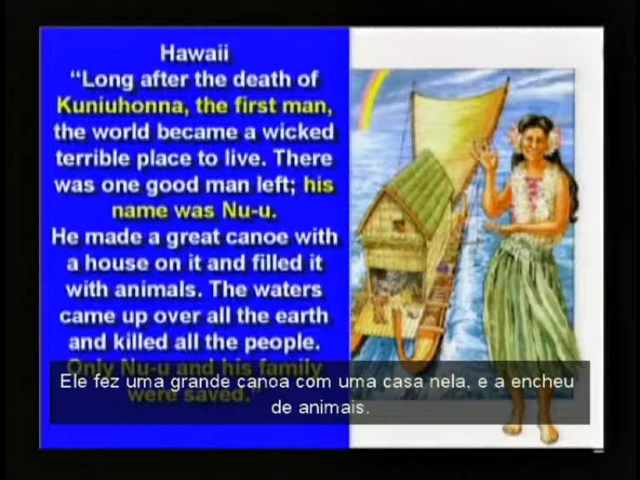 Hawaii
“Long after the death of
Kuniuhonna, the first man,
the world became a wicked
terrible place to live. There
was one good man left; his
name was Nu-u.
He made a great canoe with
a house on it and filled it
with animals. The waters
came up over all the earth
and killed all the people.
Only Nu-u and his family
were saved.”
Ele fez uma grande canoa com uma casa nela, e a encheu
de animais.